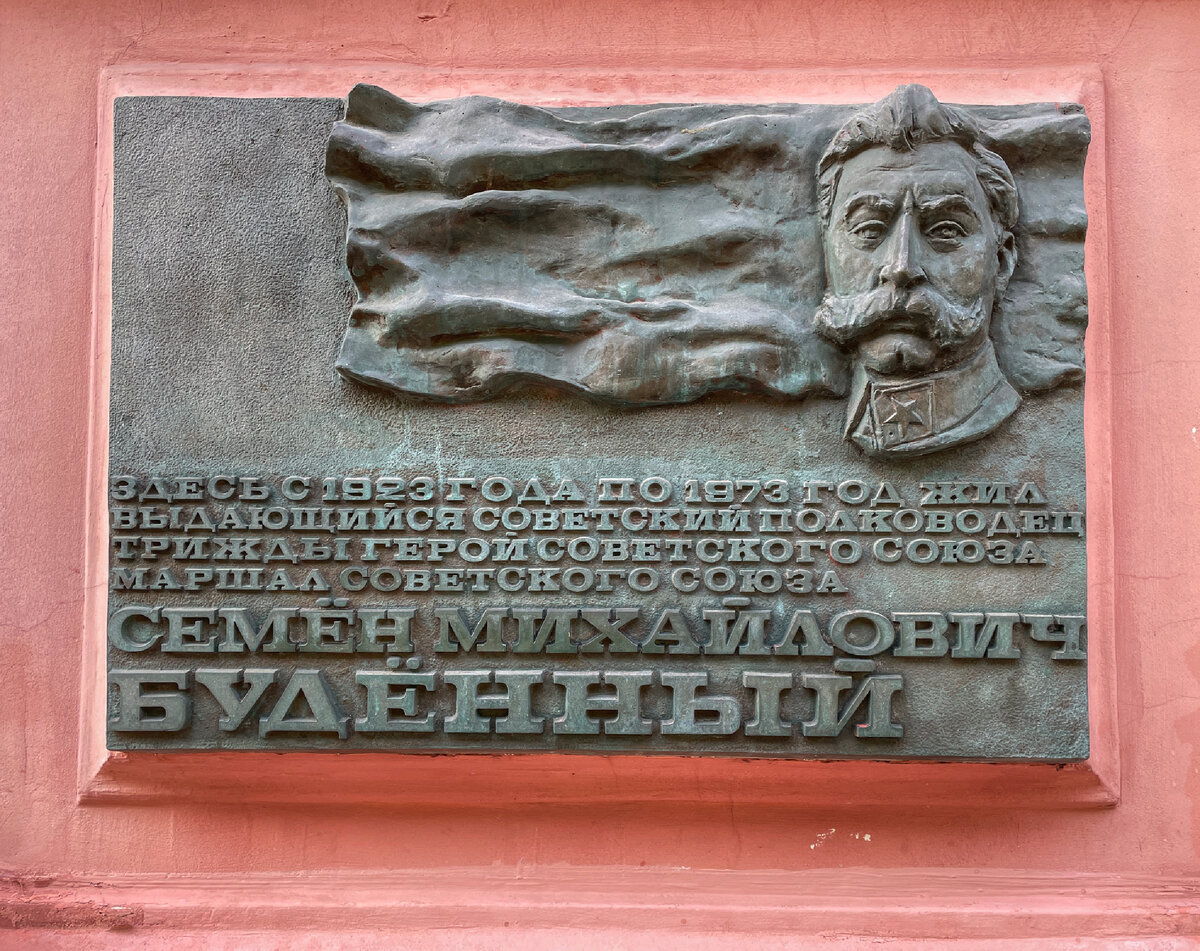 ЗДЕСЬ С 1923 ГОДА ПО 1973 ГОД ЖИЛ
ВЫДАЮЩИЙСЯ СОВЕТСКИЙ ПОЛКОВОДЕЦ
ТРИЖДЫ ГЕРОЙ СОВЕТСКОГО СОЮЗА
МАРШАЛ СОВЕТСКОГО СОЮЗА
СЕМЁН МИХАЙЛОВИЧ
БУДЁННЫЙ